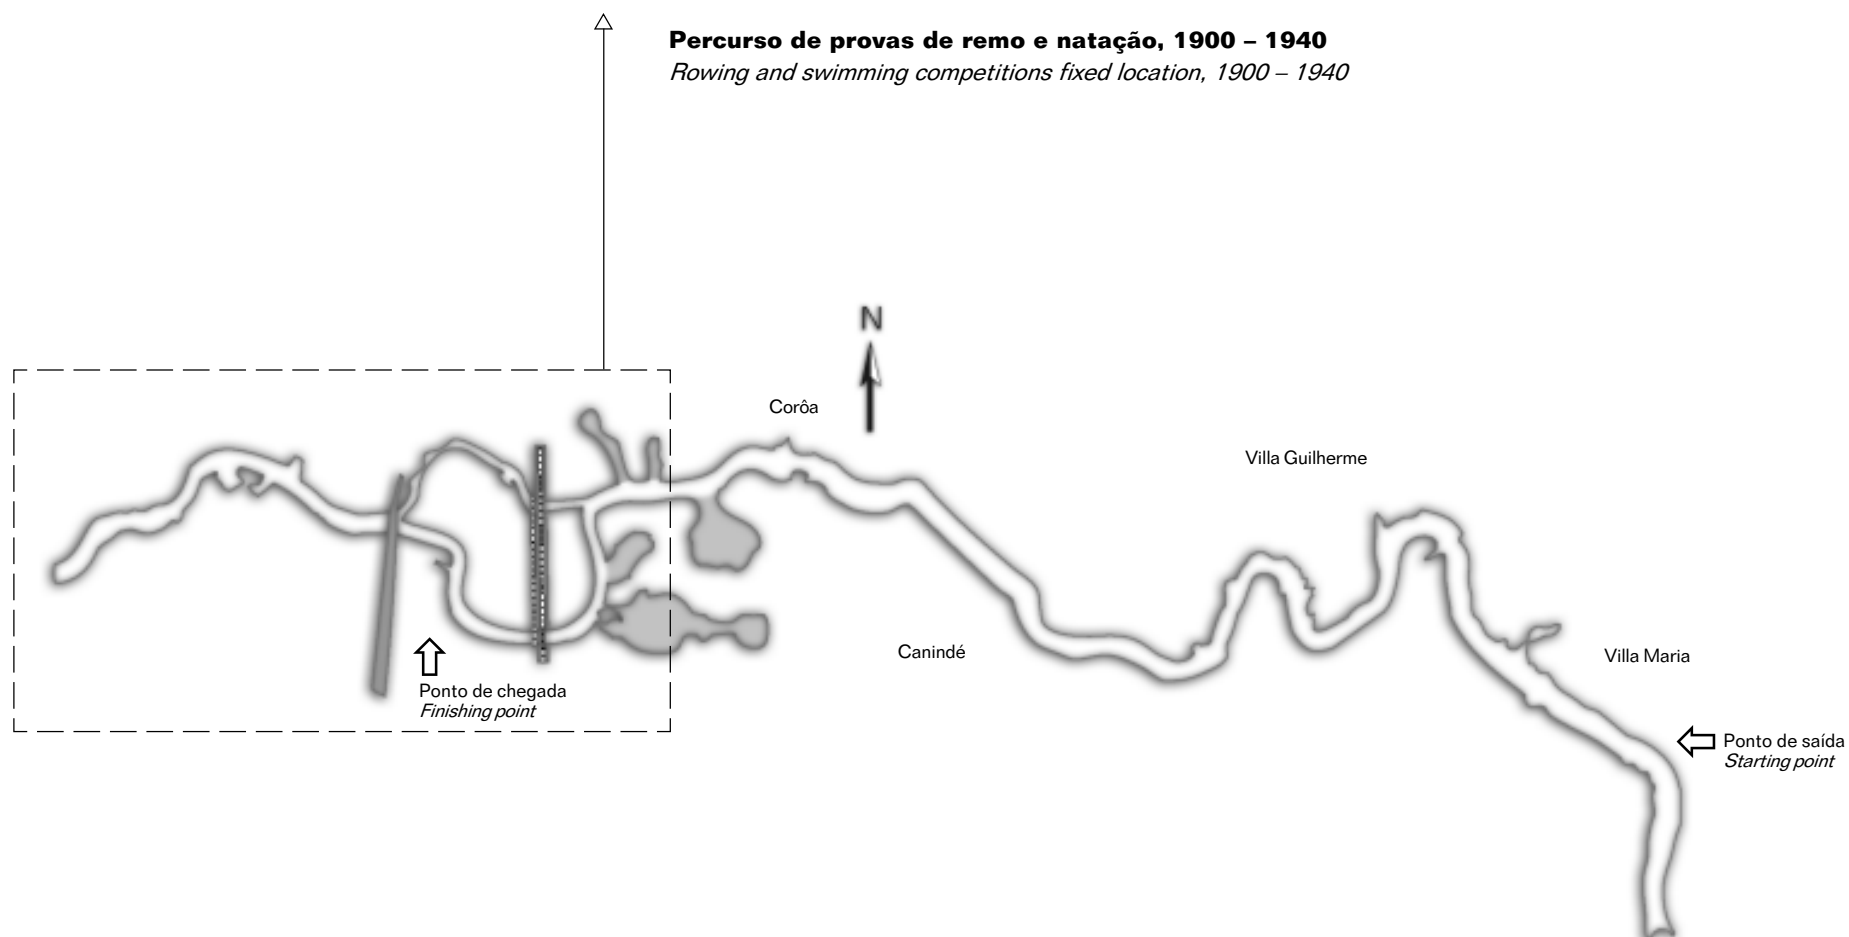 Percurso de provas de remo e natação, 1900 – 1940
Rowing and swimming competitions fixed location, 1900 – 1940
N
Corôa
Villa Guilherme
Canindé
Villa Maria
Ponto de chegada
Finishing point
Ponto de saída
Starting point